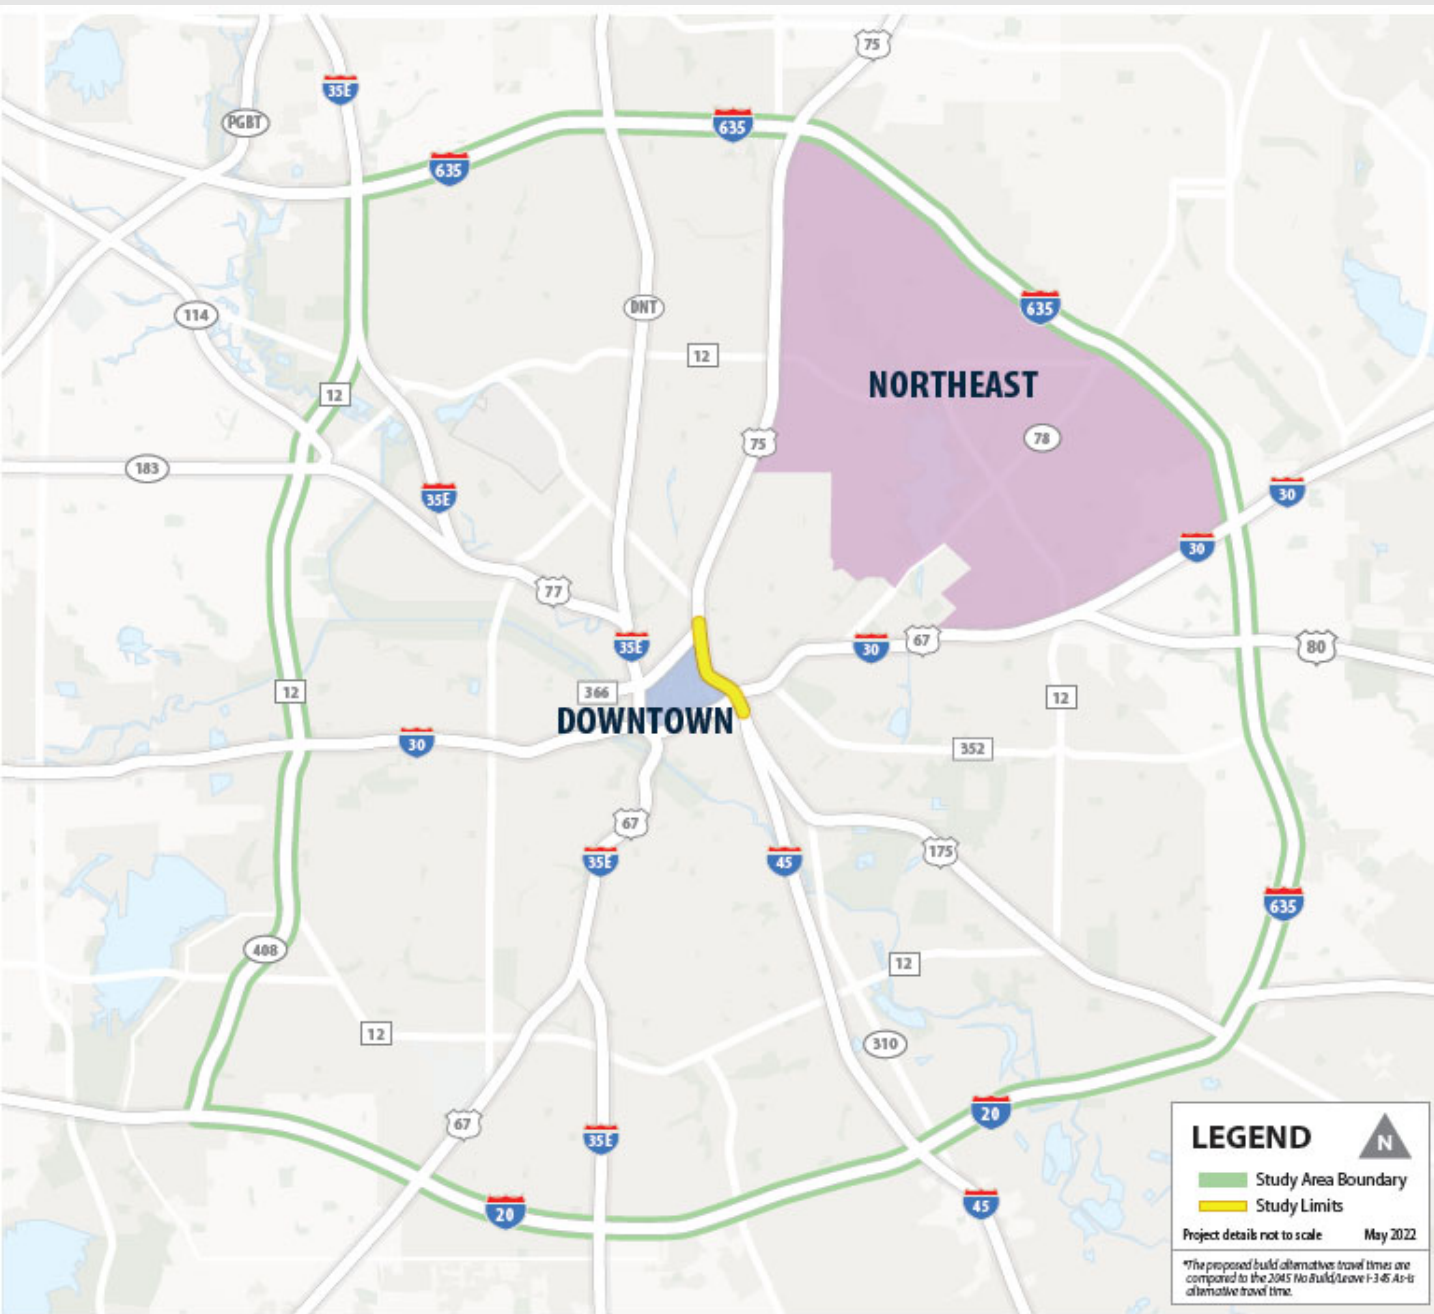 75
35E
PGBT
635
635
114
DNT
635
12
NORTHEAST
12
78
75
183
35E
30
30
77
35E
30
67
80
366
12
12
DOWNTOWN
30
352
67
35E
45
175
635
408
12
12
310
20
67
35E
20
45
LEGEND
N
Study Area Boundary
Study Limits
Project details not to scale May 2022
*The proposed build alternatives travel times are
compared to the 2045 No Build/Leave I-345 As-Is
alternative travel time.